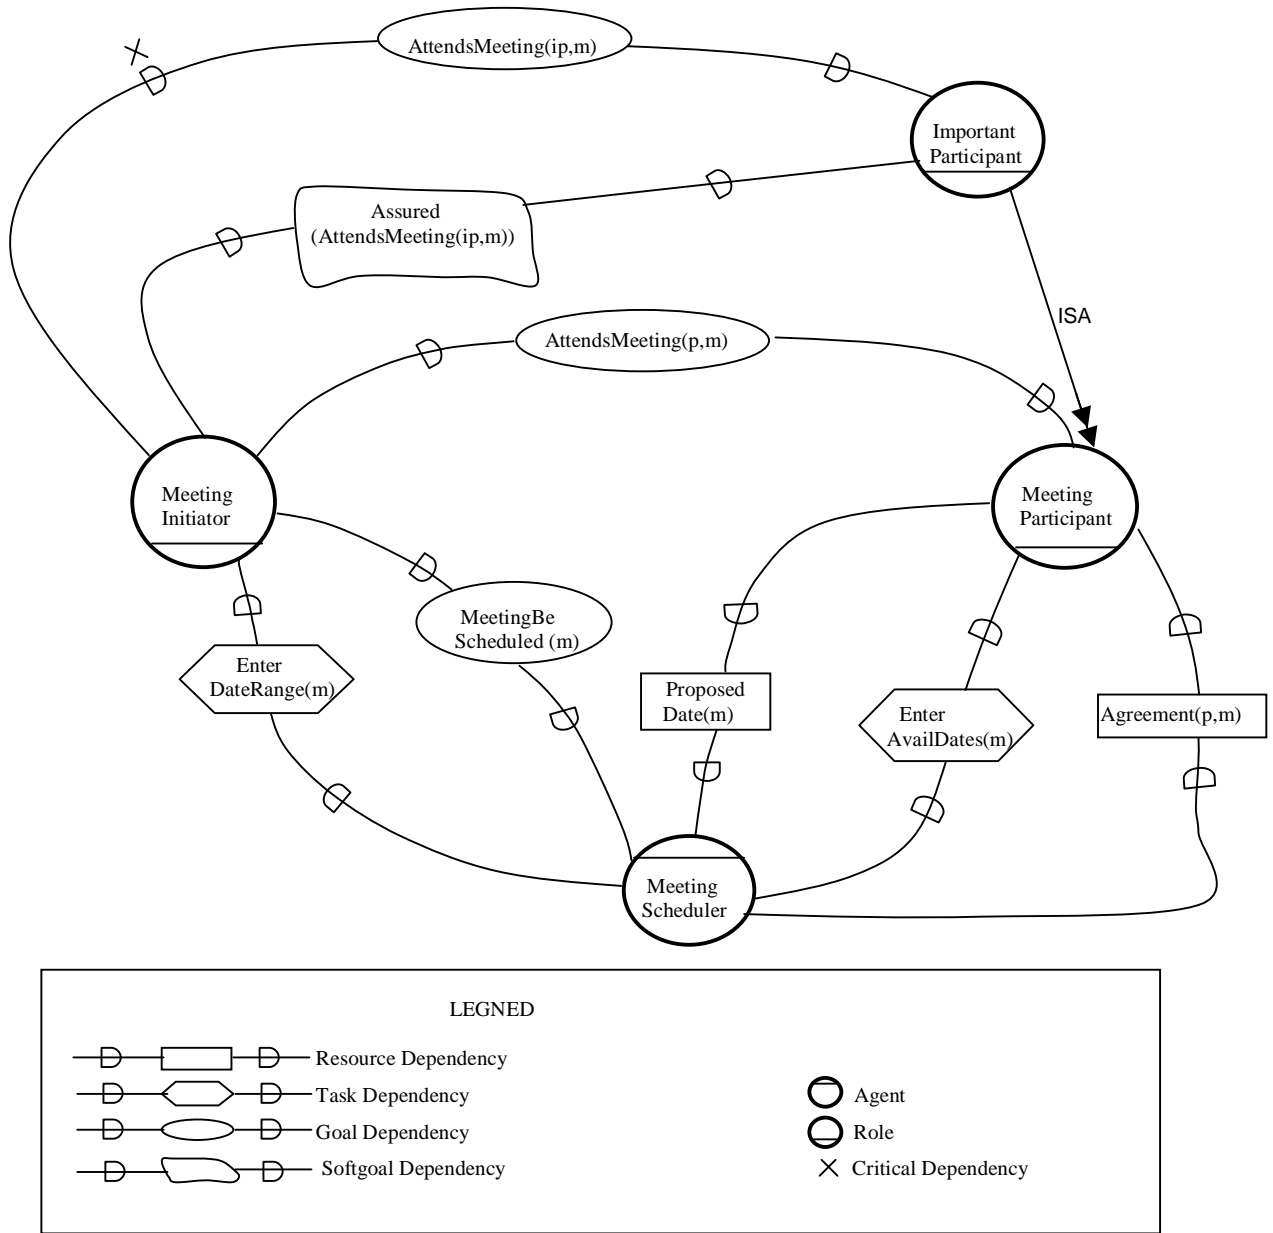 AttendsMeeting(ip,m)
Important
Participant
Assured
(AttendsMeeting(ip,m))
ISA
AttendsMeeting(p,m)
Meeting
Initiator
Meeting
Participant
MeetingBe
Scheduled (m)
Enter
DateRange(m)
Proposed
Date(m)
Enter
AvailDates(m)
Agreement(p,m)
Meeting
Scheduler
LEGNED
Resource Dependency
Task Dependency
Goal Dependency
Softgoal Dependency
Agent
Role
Critical Dependency